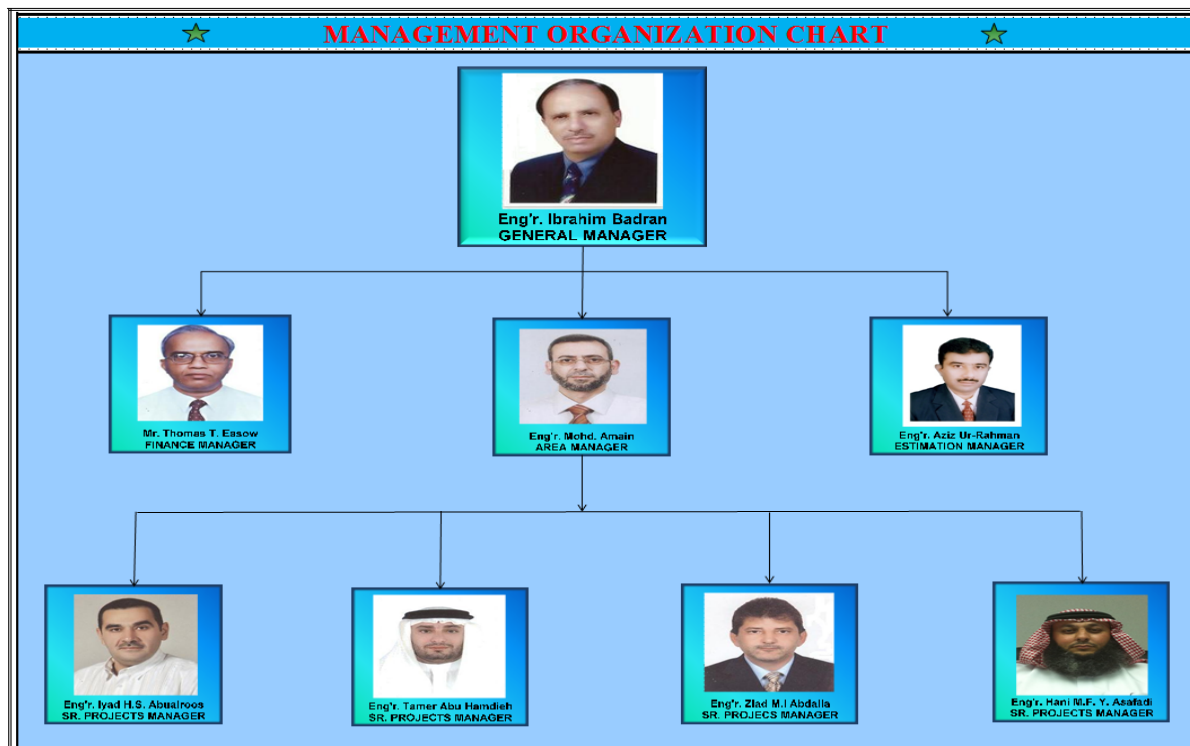 MANAGEMENT ORGANIZATION CHART
Eng'r. Ibrahim Badran
GENERAL MANAGER
Mr. Thomas T. Easow
FINANCE MANAGER
Eng'r. Mohd. Amain
AREA MANAGER
Eng'r. Aziz Ur-Rahman
ESTIMATION MANAGER
Eng'r. Iyad H.S. Abualroos
SR. PROJECTS MANAGER
Eng'r. Tamer Abu Hamdieh
SR. PROJECTS MANAGER
Eng'r. Ziad M.I Abdalla
SR. PROJECS MANAGER
Eng'r. Hani M.F. Y. Asafadi
SR. PROJECTS MANAGER